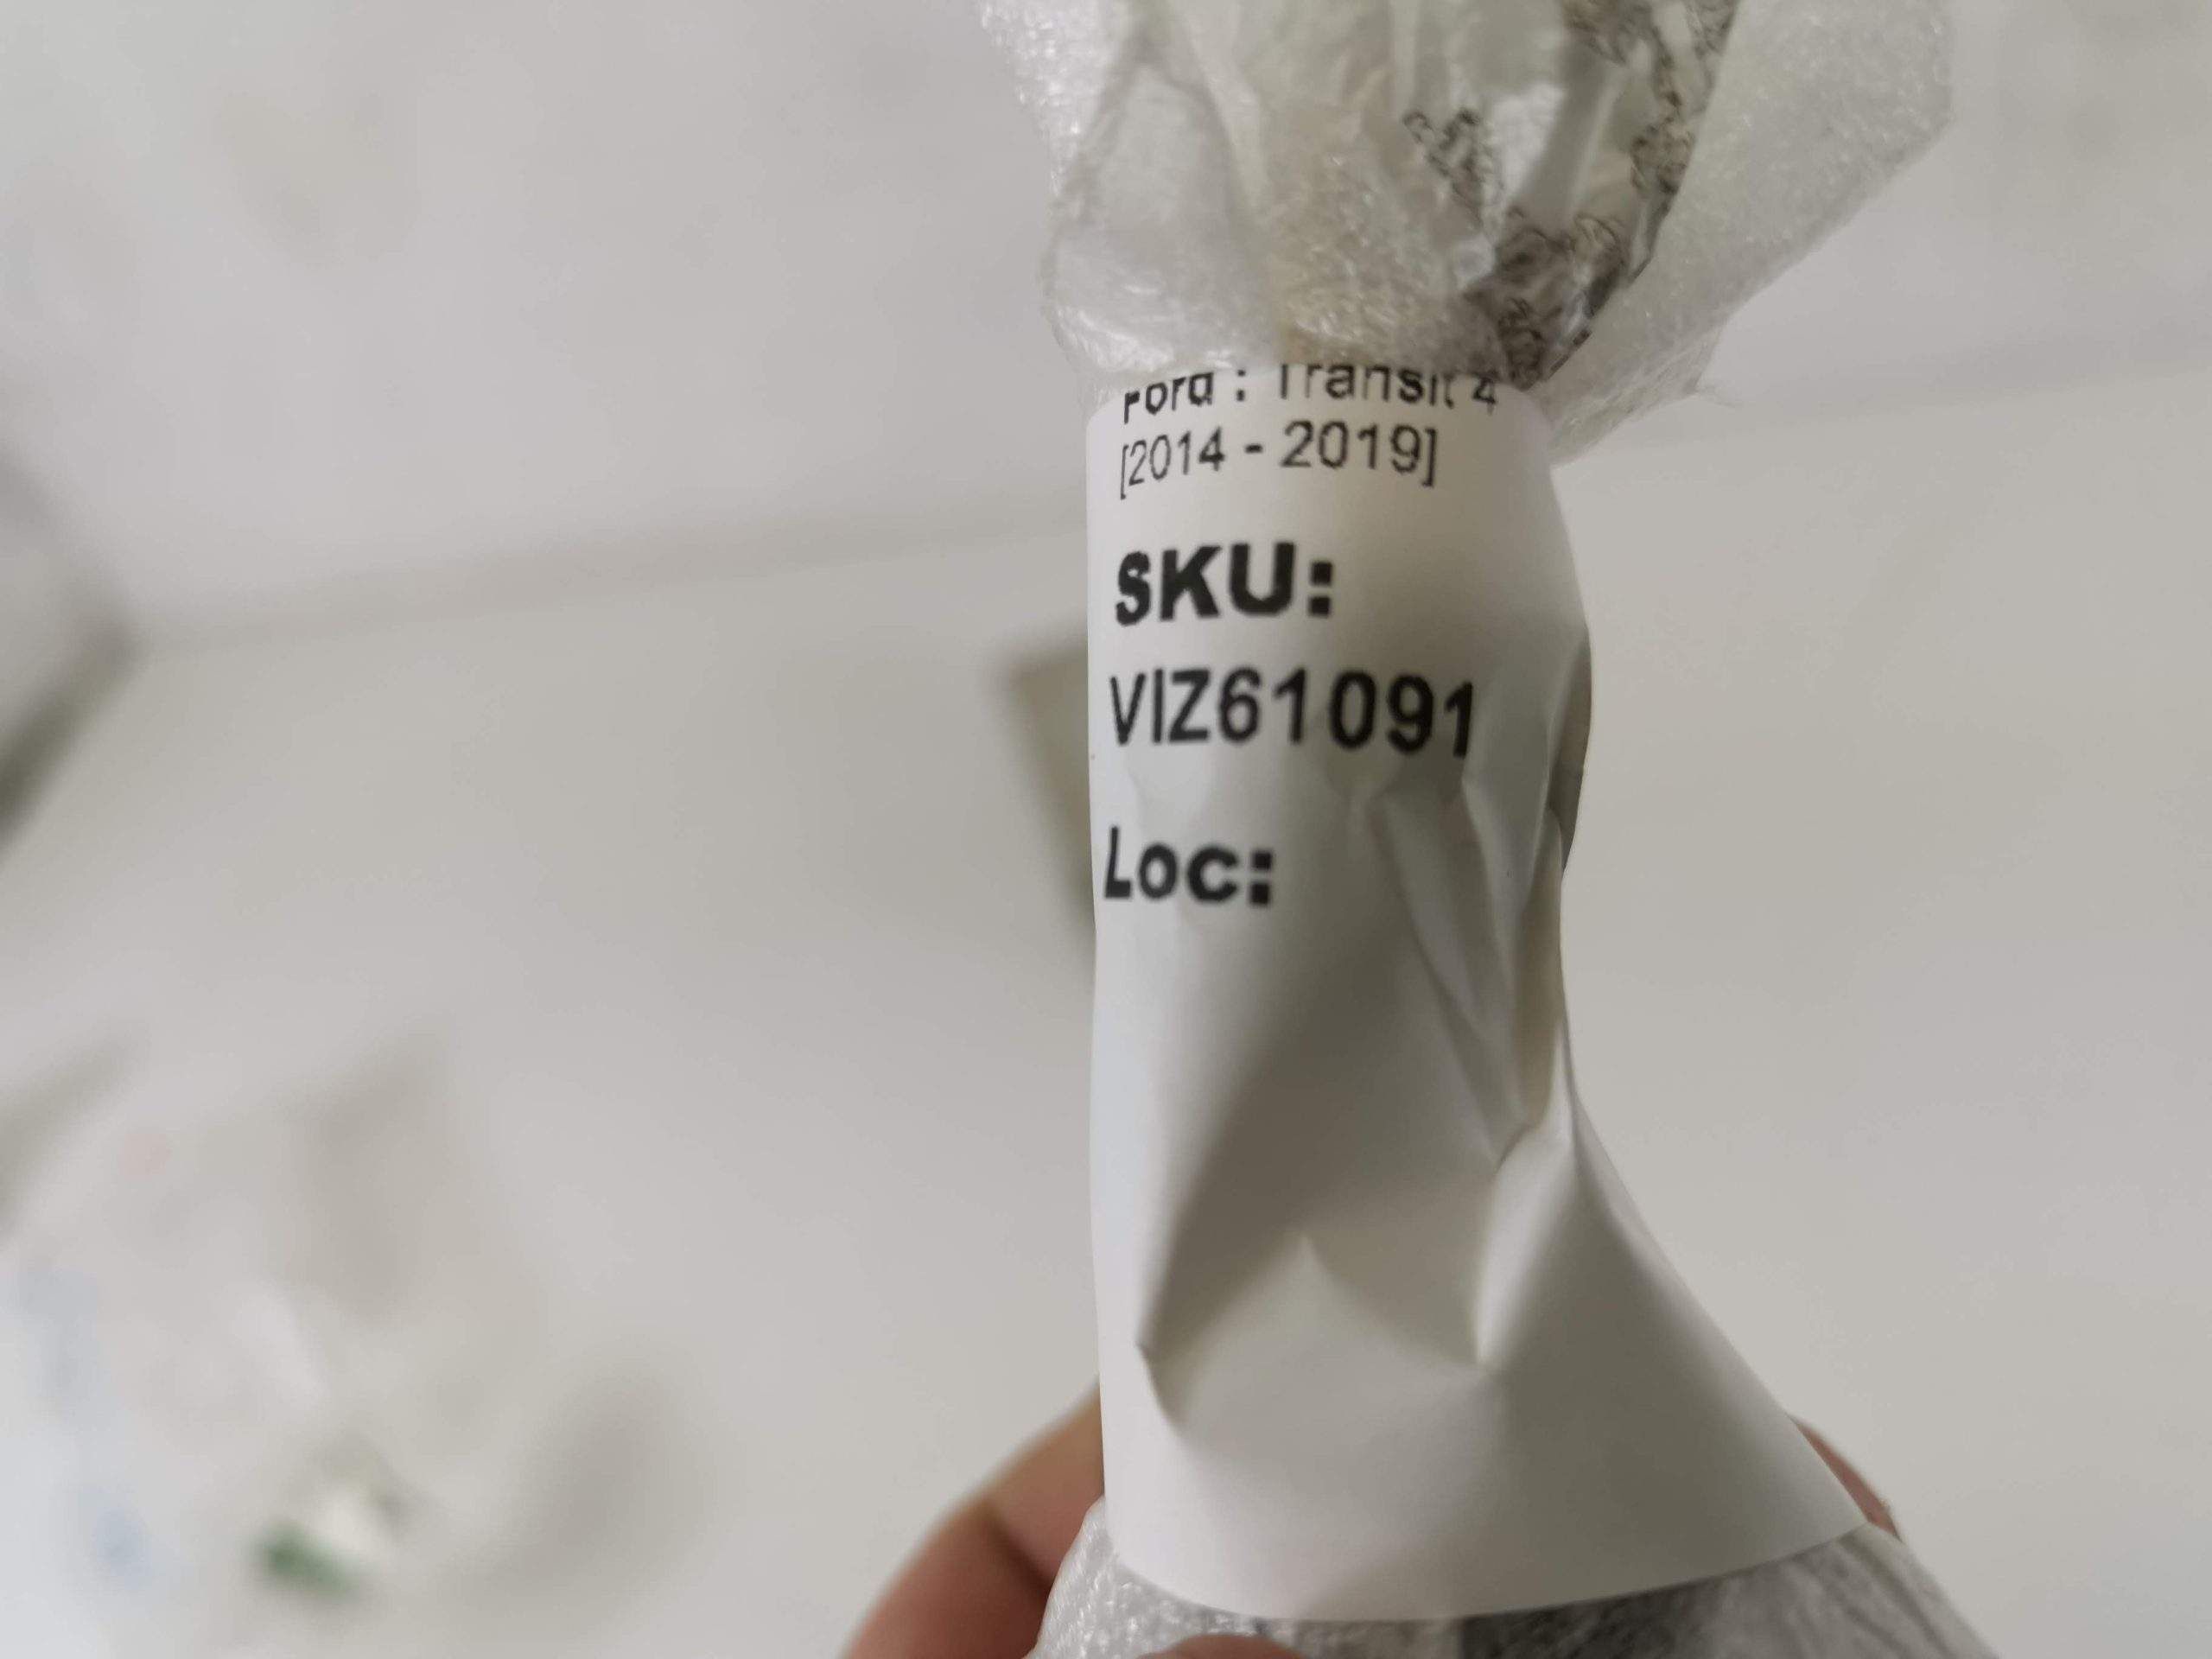 Ford : Transit 4
[2014 - 2019]
SKU:
VIZ61091
Loc: